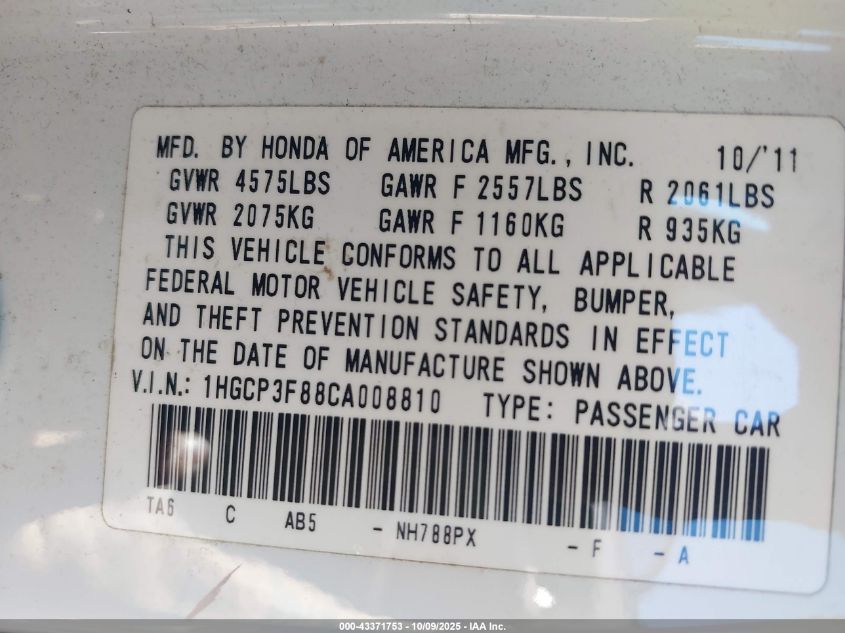 MFD. BY HONDA OF AMERICA MFG., INC. 10/'11
GVWR 4575LBS GAWR F 2557LBS R 2061LBS
GVWR 2075KG GAWR F 1160KG R 935KG
THIS VEHICLE CONFORMS TO ALL APPLICABLE
FEDERAL MOTOR VEHICLE SAFETY, BUMPER,
AND THEFT PREVENTION STANDARDS IN EFFECT
ON THE DATE OF MANUFACTURE SHOWN ABOVE.
V.I.N.: 1HGCP3F88CA008810 TYPE: PASSENGER CAR
TA6 C AB5 - NH788PX - F - A
000-43371753 - 10/09/2025 - IAA Inc.